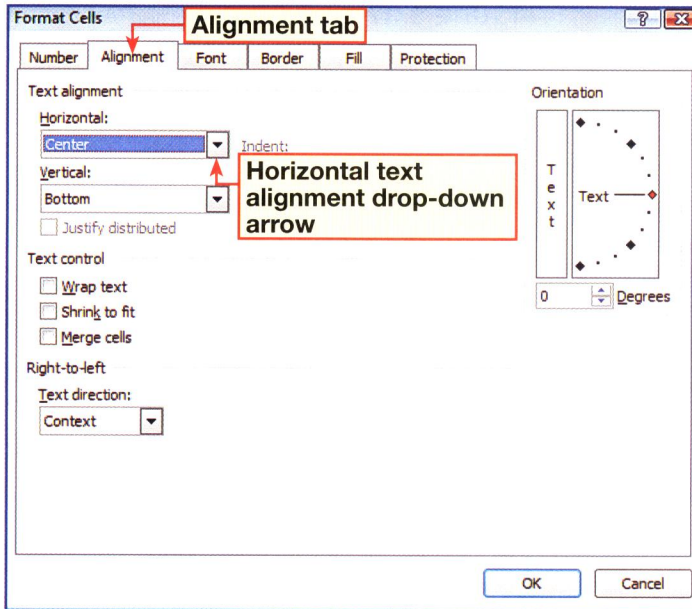 Format Cells
Alignment tab
?
X
Number Alignment Font Border Fill Protection
Text alignment
Horizontal:
Center
Indent:
Horizontal text
alignment drop-down
arrow
Vertical:
Bottom
Justify distributed
Text control
Wrap text
Shrink to fit
Merge cells
Right-to-left
Text direction:
Context
Orientation
Text
Text
0 Degrees
OK Cancel